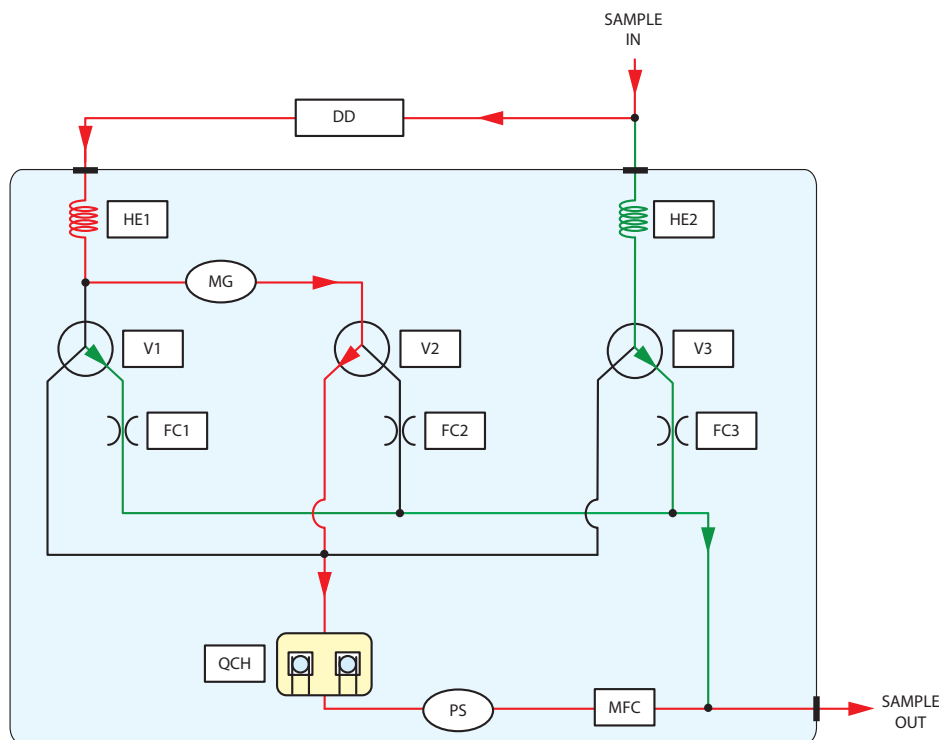 SAMPLE
IN
DD
HE1
HE2
MG
V1
V2
V3
FC1
FC2
FC3
QCH
PS
MFC
SAMPLE
OUT